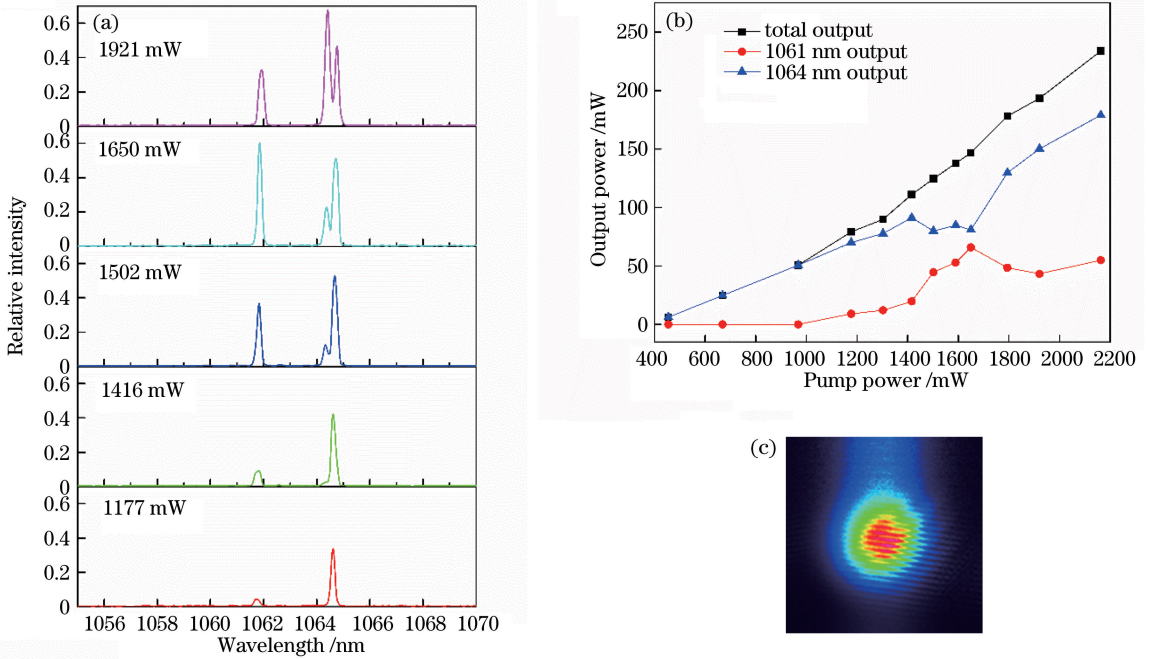 (a)
1921 mW
0.6
0.4
0.2
0
1650 mW
0.6
0.4
0.2
0
1502 mW
0.6
0.4
0.2
0
1416 mW
0.6
0.4
0.2
0
1177 mW
0.6
0.4
0.2
0
Relative intensity
1056 1058 1060 1062 1064 1066 1068 1070
Wavelength /nm
(b)
total output
1061 nm output
1064 nm output
250
200
150
100
50
0
Output power /mW
400 600 800 1000 1200 1400 1600 1800 2000 2200
Pump power /mW
(c)